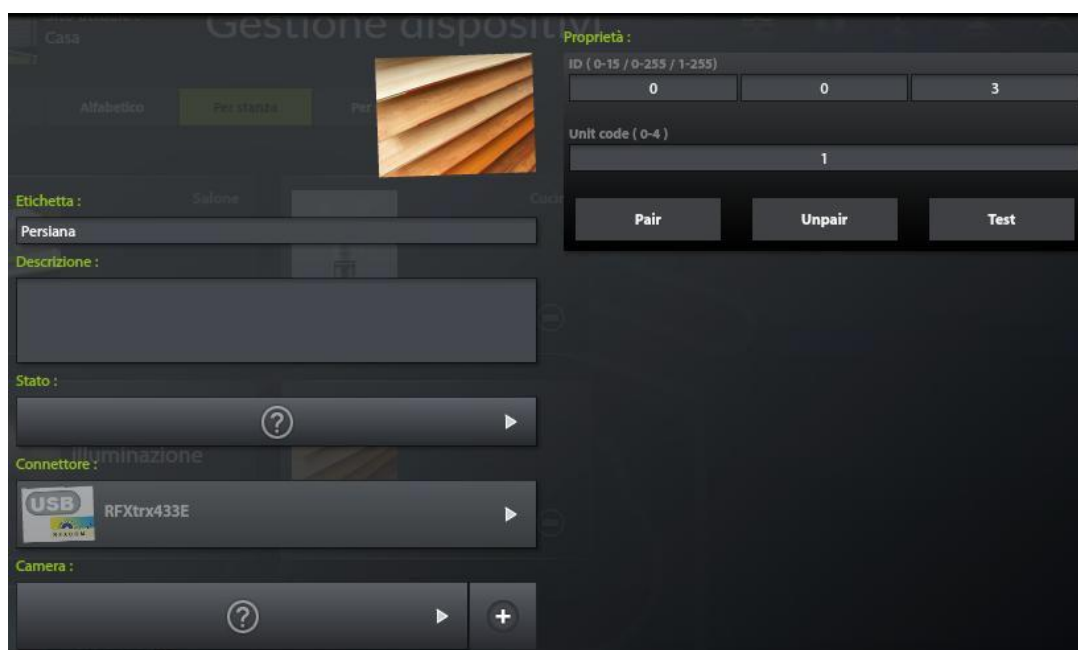 Gestione dispositivi
Casa
Alfabetico
Per stanza
Per
Salone
Etichetta :
Persiana
Descrizione :
Stato :
Illuminazione
Connettore :
USB
RFXtrx433E
Camera :
Proprietà :
ID ( 0-15 / 0-255 / 1-255)
0
0
3
Unit code ( 0-4 )
1
Pair
Unpair
Test